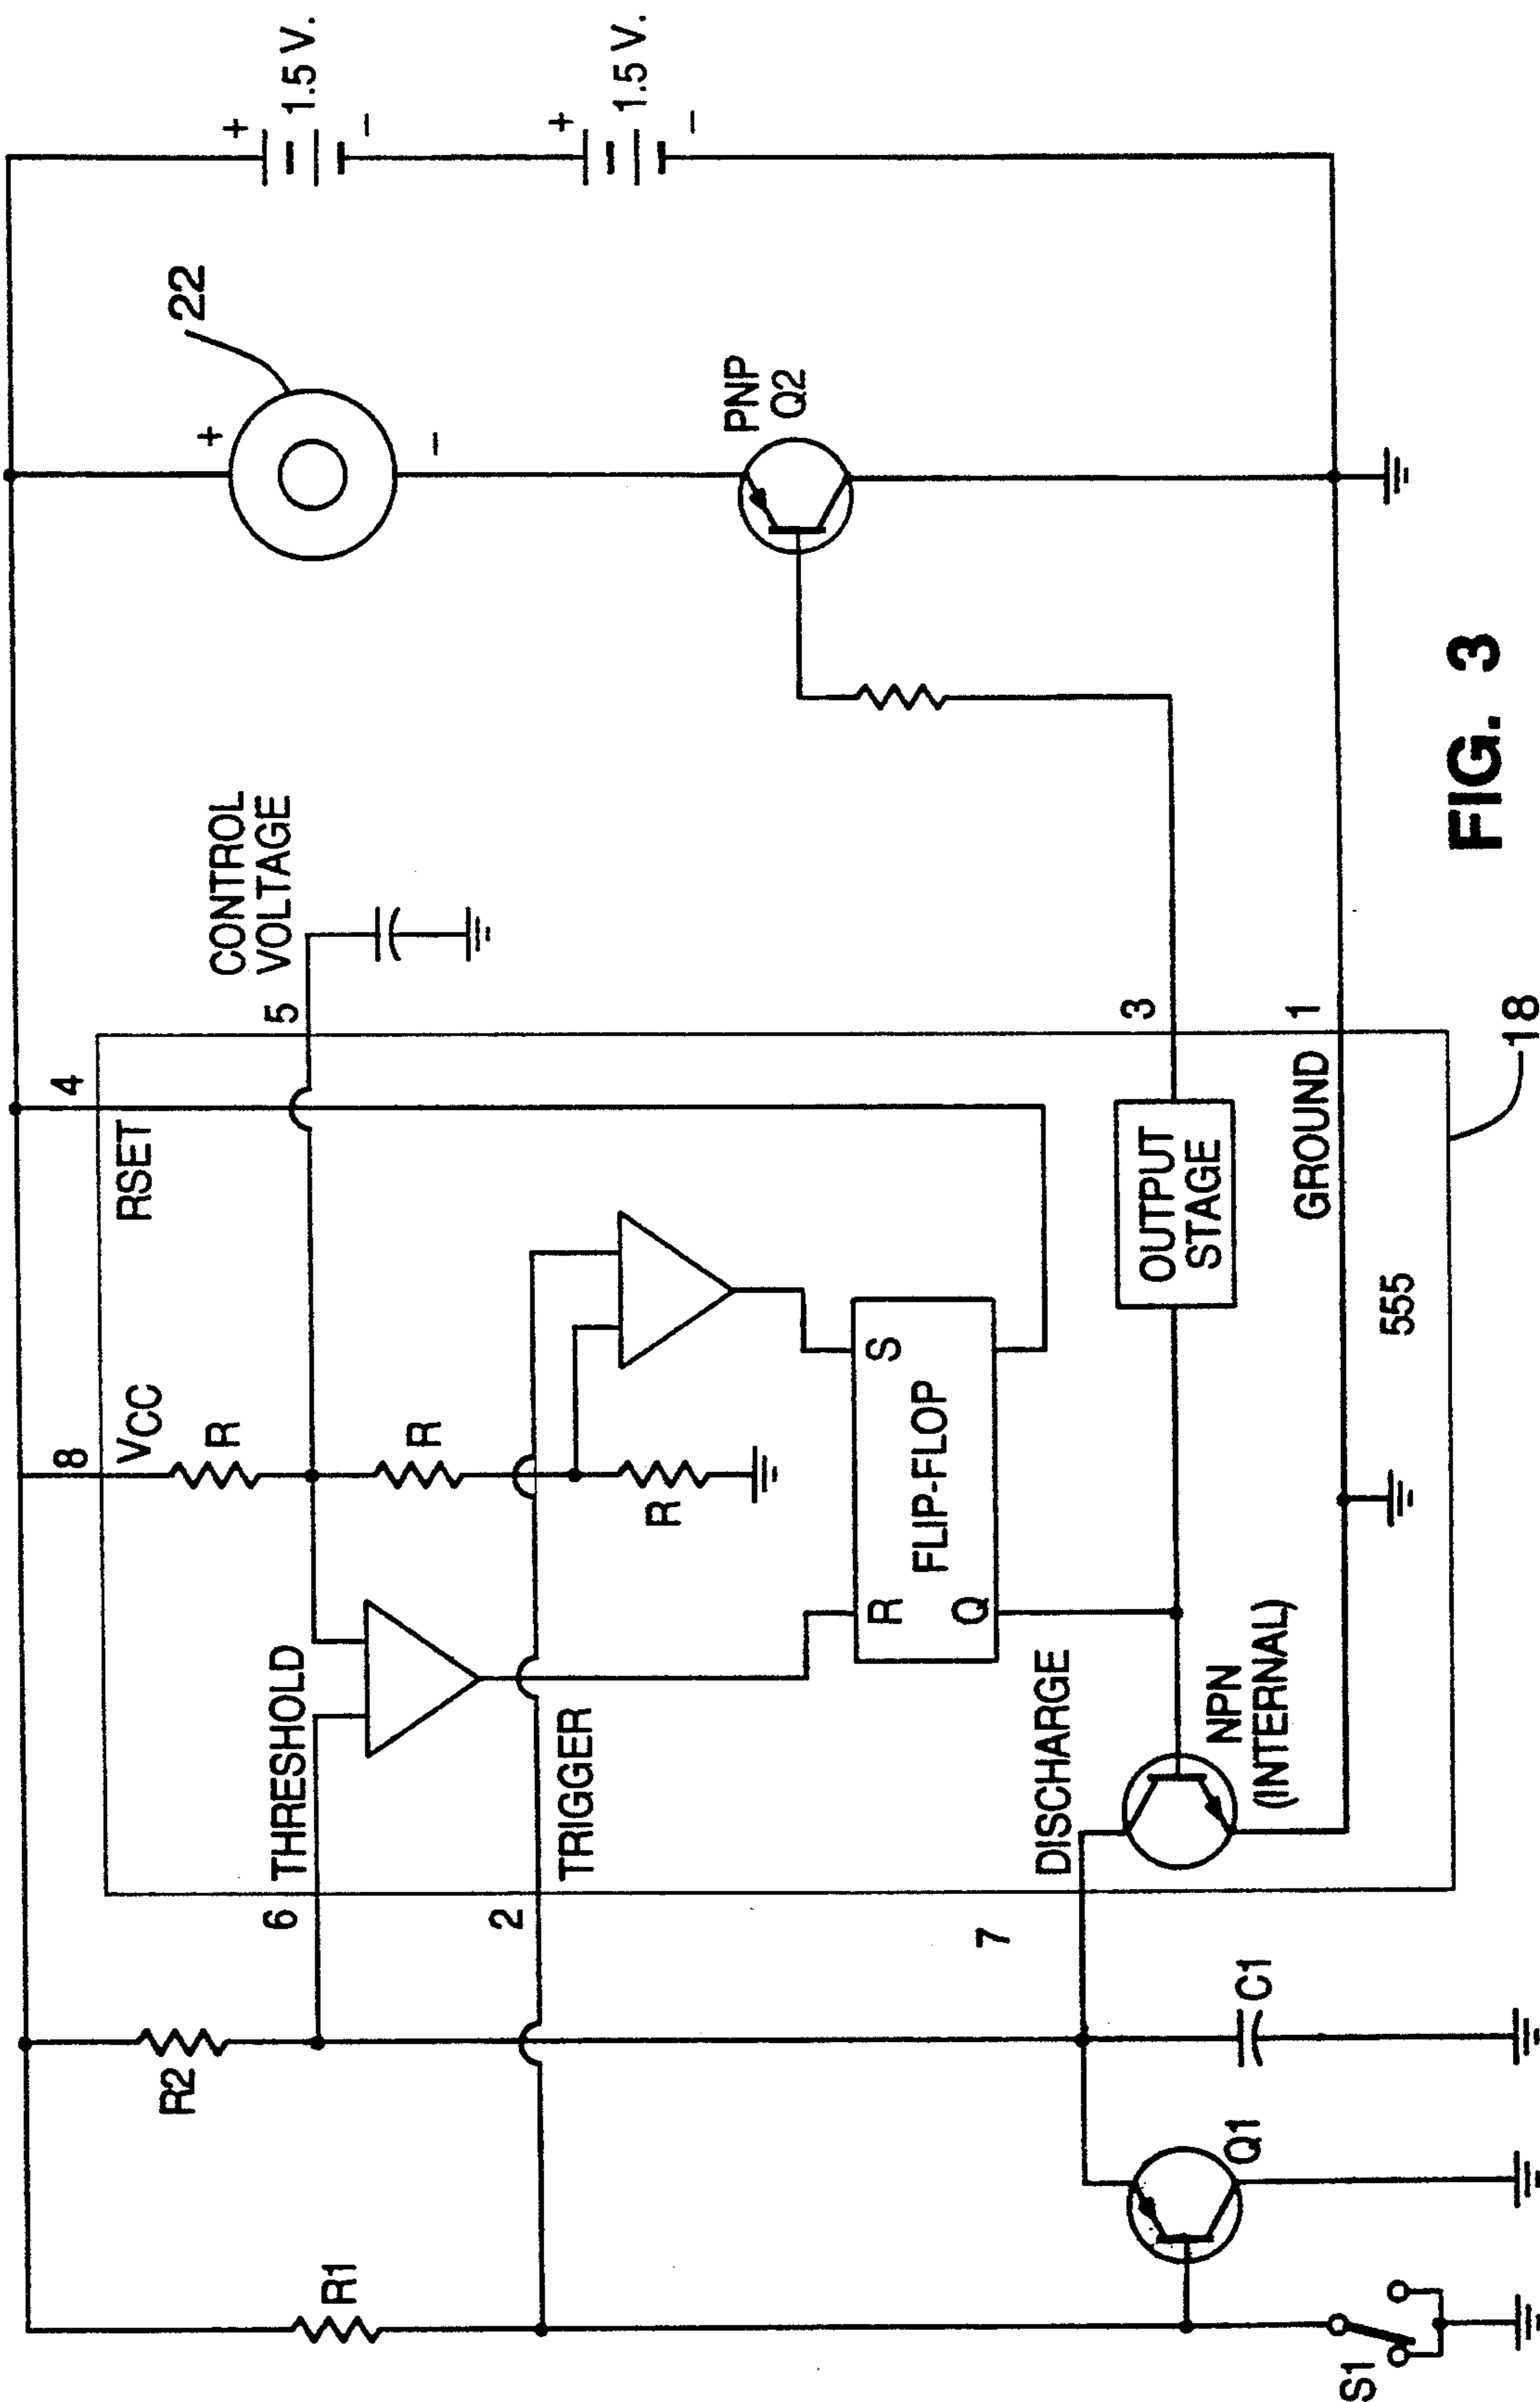 R1
S1
Q1
R2
C1
6
THRESHOLD
2
TRIGGER
7
DISCHARGE
NPN
(INTERNAL)
8
VCC
R
R
R
R
S
Q
FLIP-FLOP
4
RSET
5
CONTROL
VOLTAGE
OUTPUT
STAGE
3
GROUND
1
555
18
PNP
Q2
+
22
−
+
1.5 V.
−
+
1.5 V.
−
FIG. 3